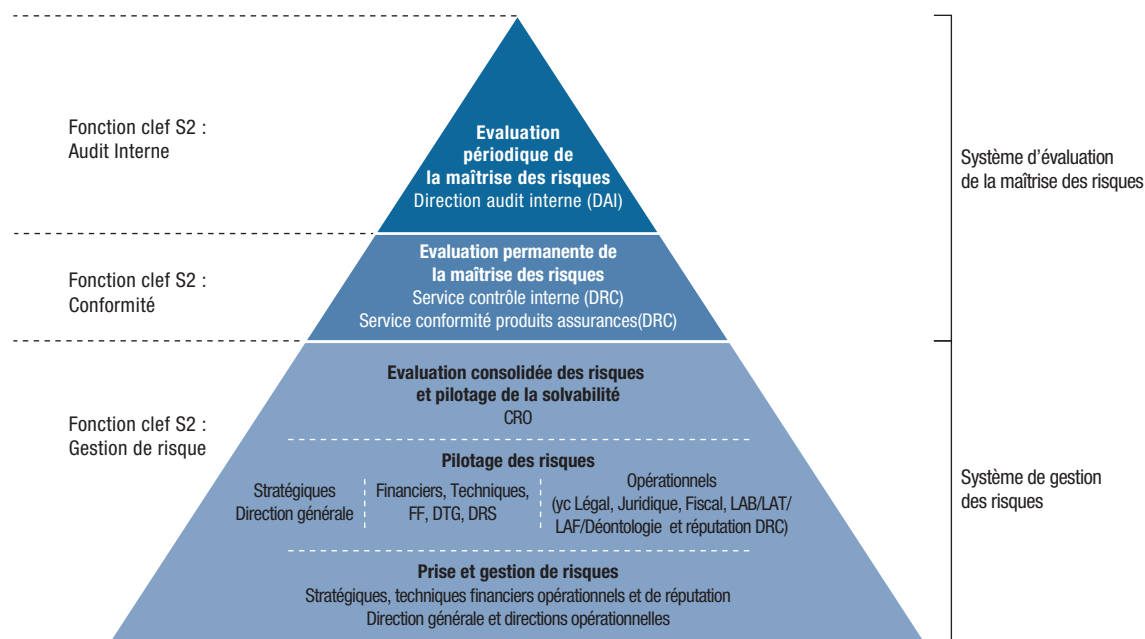 Fonction clef S2 :
Audit Interne
Evaluation
périodique de
la maîtrise des risques
Direction audit interne (DAI)
Système d'évaluation
de la maîtrise des risques
Fonction clef S2 :
Conformité
Evaluation permanente de
la maîtrise des risques
Service contrôle interne (DRC)
Service conformité produits assurances(DRC)
Fonction clef S2 :
Gestion de risque
Evaluation consolidée des risques
et pilotage de la solvabilité
CRO
Pilotage des risques
Stratégiques
Direction générale
Financiers, Techniques,
FF, DTG, DRS
Opérationnels
(yc Légal, Juridique, Fiscal, LAB/LAT/
LAF/Déontologie et réputation DRC)
Système de gestion
des risques
Prise et gestion de risques
Stratégiques, techniques financiers opérationnels et de réputation
Direction générale et directions opérationnelles